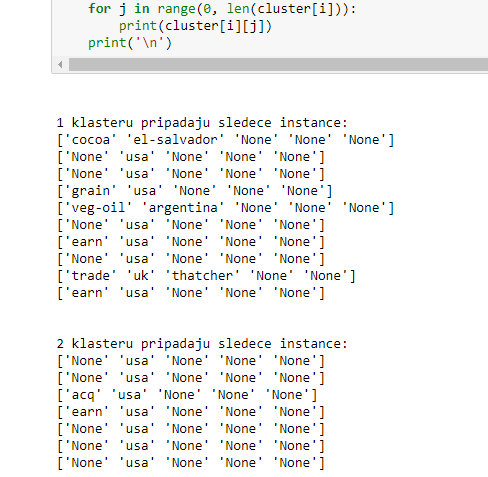 for j in range(0, len(cluster[i])):
print(cluster[i][j])
print('\n')
1 klasteru pripadaju sledece instance:
['cocoa' 'el-salvador' 'None' 'None' 'None']
['None' 'usa' 'None' 'None' 'None']
['None' 'usa' 'None' 'None' 'None']
['grain' 'usa' 'None' 'None' 'None']
['veg-oil' 'argentina' 'None' 'None' 'None']
['None' 'usa' 'None' 'None' 'None']
['earn' 'usa' 'None' 'None' 'None']
['None' 'usa' 'None' 'None' 'None']
['trade' 'uk' 'thatcher' 'None' 'None']
['earn' 'usa' 'None' 'None' 'None']
2 klasteru pripadaju sledece instance:
['None' 'usa' 'None' 'None' 'None']
['None' 'usa' 'None' 'None' 'None']
['acq' 'usa' 'None' 'None' 'None']
['earn' 'usa' 'None' 'None' 'None']
['None' 'usa' 'None' 'None' 'None']
['None' 'usa' 'None' 'None' 'None']
['None' 'usa' 'None' 'None' 'None']